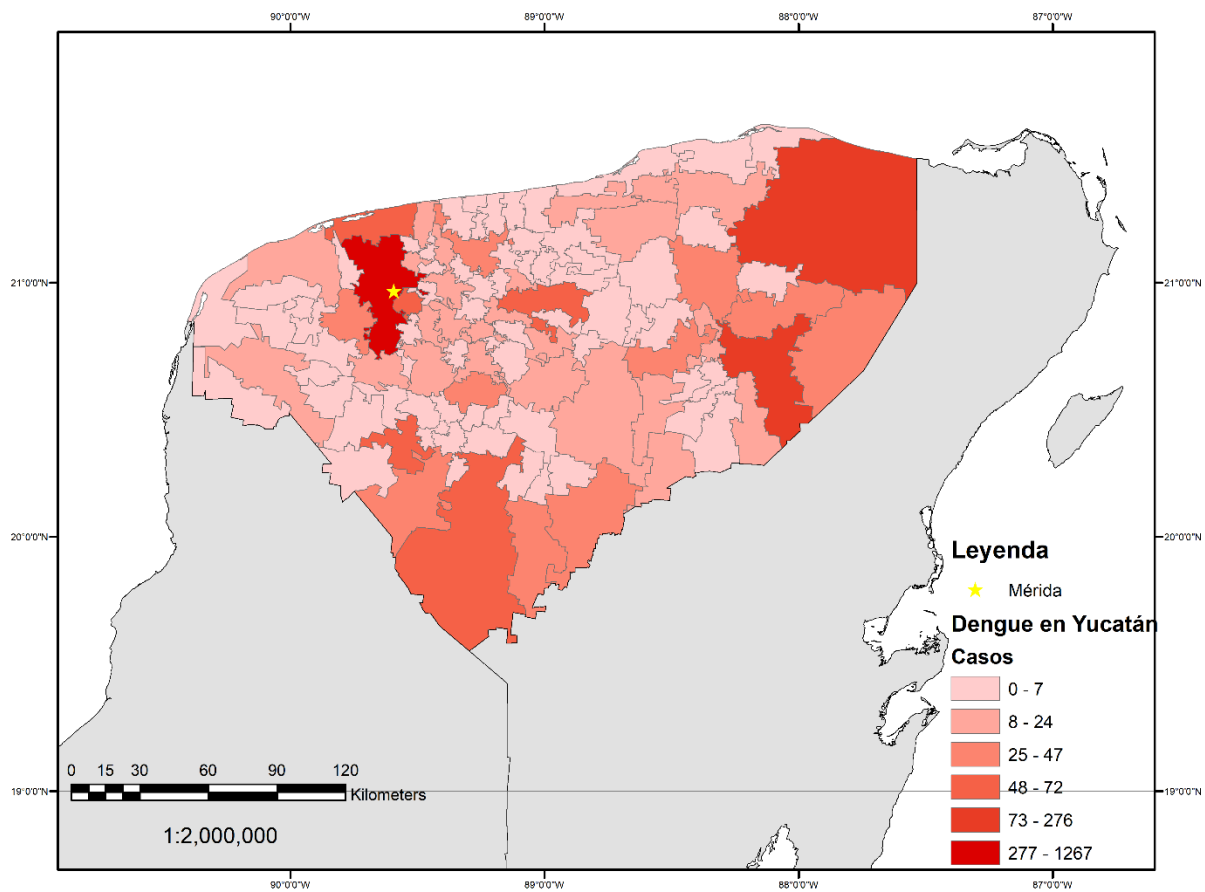 90°0'0"W 89°0'0"W 88°0'0"W 87°0'0"W
21°0'0"N 21°0'0"N
20°0'0"N 20°0'0"N
Leyenda
Mérida
Dengue en Yucatán
Casos
0 - 7
8 - 24
25 - 47
48 - 72
73 - 276
277 - 1267
0 15 30 60 90 120
Kilometers
19°0'0"N 19°0'0"N
1:2,000,000
90°0'0"W 89°0'0"W 88°0'0"W 87°0'0"W